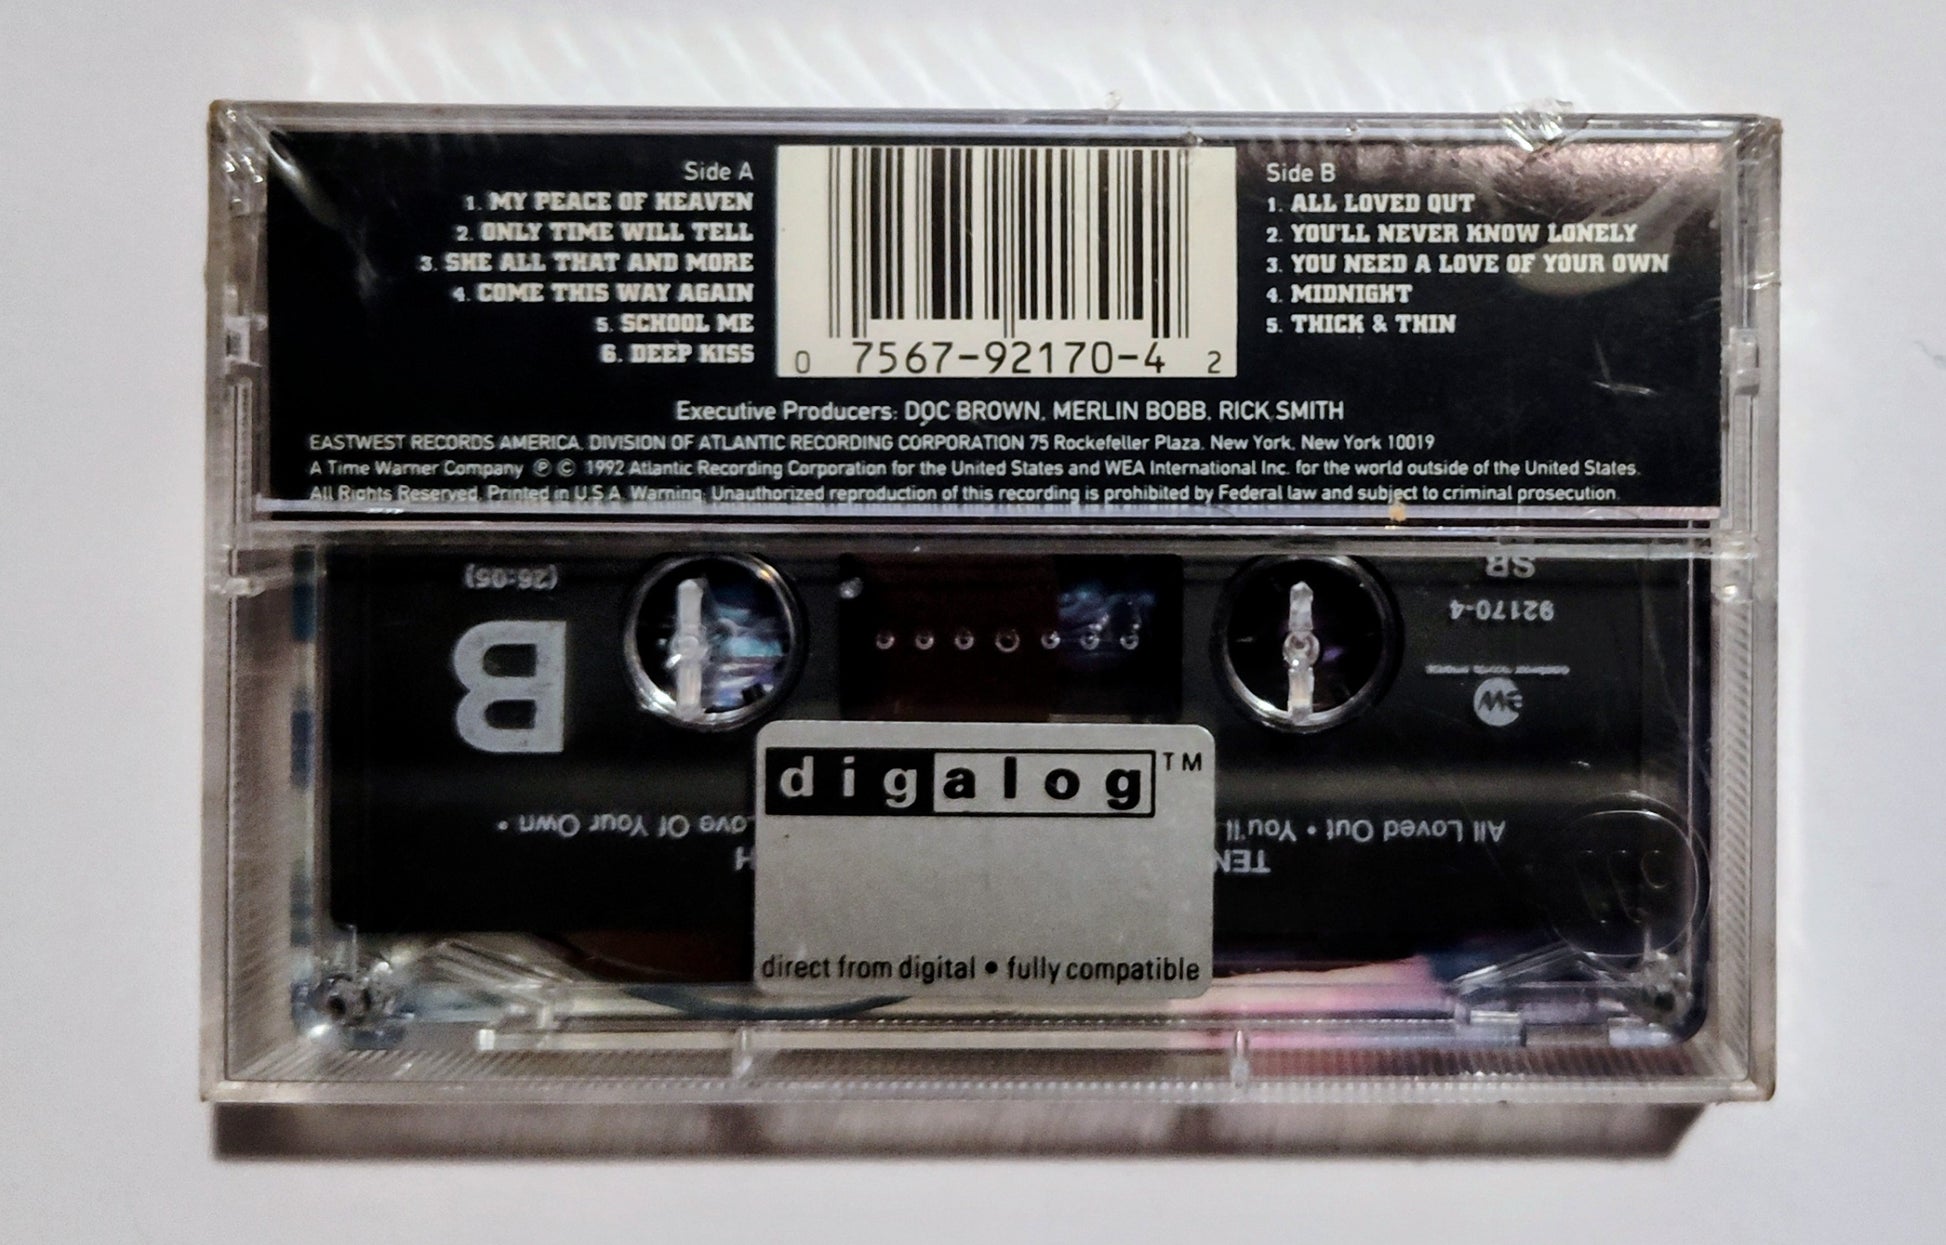 Side A
1. MY PEACE OF HEAVEN
2. ONLY TIME WILL TELL
3. SHE ALL THAT AND MORE
4. COME THIS WAY AGAIN
5. SCHOOL ME
6. DEEP KISS
0 7567-92170-4 2
Side B
1. ALL LOVED OUT
2. YOU'LL NEVER KNOW LONELY
3. YOU NEED A LOVE OF YOUR OWN
4. MIDNIGHT
5. THICK & THIN
Executive Producers: DOC BROWN, MERLIN BOBB, RICK SMITH
EASTWEST RECORDS AMERICA, DIVISION OF ATLANTIC RECORDING CORPORATION 75 Rockefeller Plaza, New York, New York 10019
A Time Warner Company ℗ © 1992 Atlantic Recording Corporation for the United States and WEA International Inc. for the world outside of the United States.
All Rights Reserved. Printed in U.S.A. Warning: Unauthorized reproduction of this recording is prohibited by Federal law and subject to criminal prosecution.
(26:05)
B
SR
92170-4
eastwest records america
ew
digalog™
direct from digital • fully compatible
TEN H
All Loved Out • You'll
Love Of Your Own •